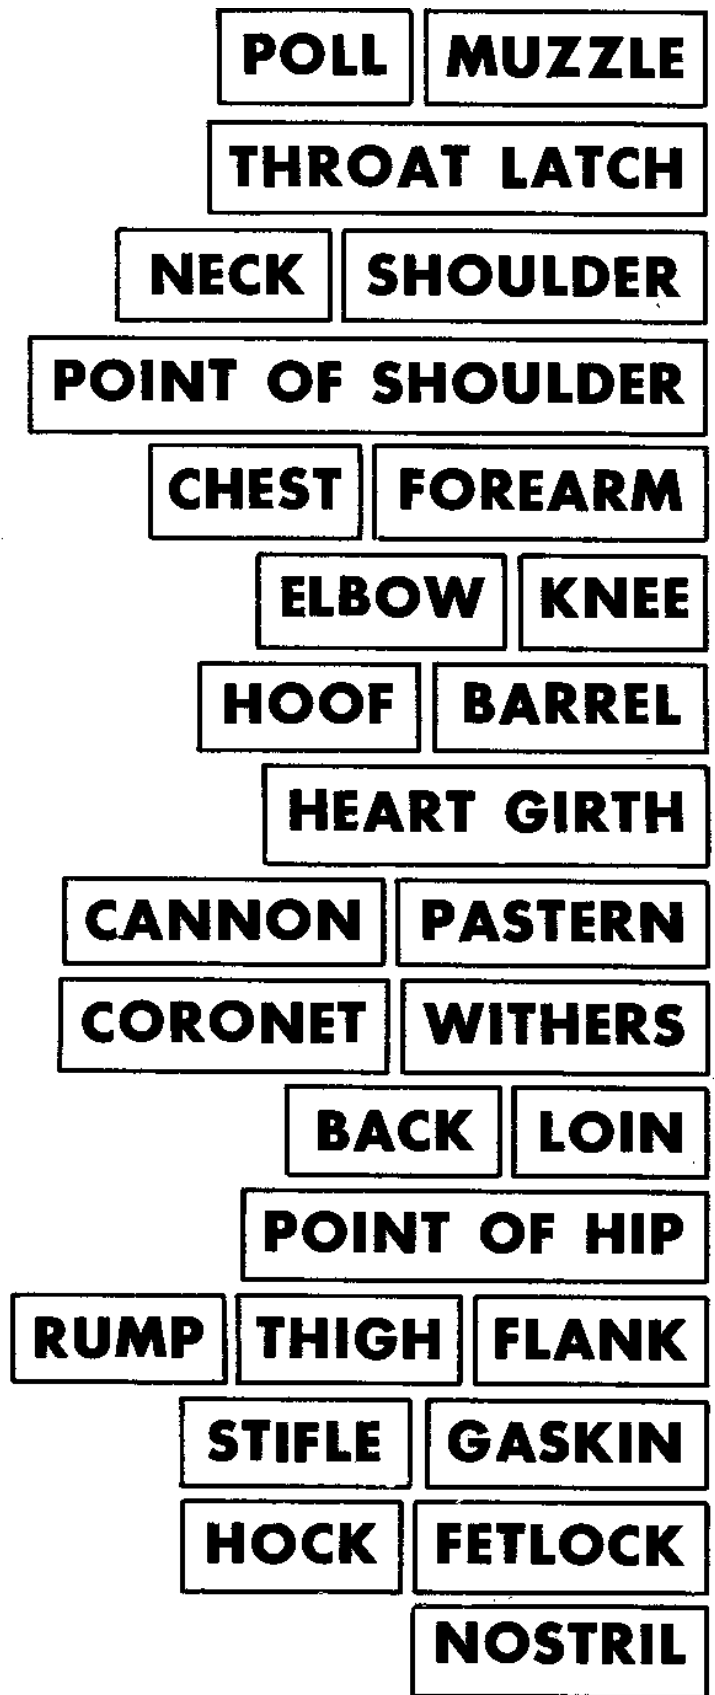 POLL MUZZLE
THROAT LATCH
NECK SHOULDER
POINT OF SHOULDER
CHEST FOREARM
ELBOW KNEE
HOOF BARREL
HEART GIRTH
CANNON PASTERN
CORONET WITHERS
BACK LOIN
POINT OF HIP
RUMP THIGH FLANK
STIFLE GASKIN
HOCK FETLOCK
NOSTRIL